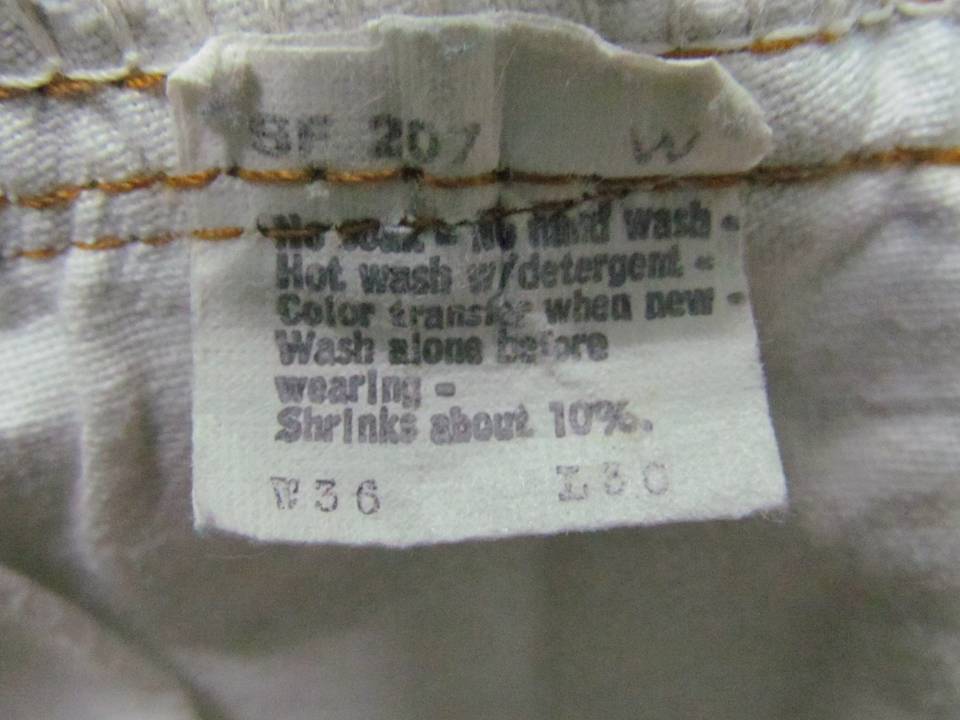 SF 207 W
No soak - No hand wash -
Hot wash w/detergent -
Color transfer when new -
Wash alone before
wearing -
Shrinks about 10%.
W36 L30